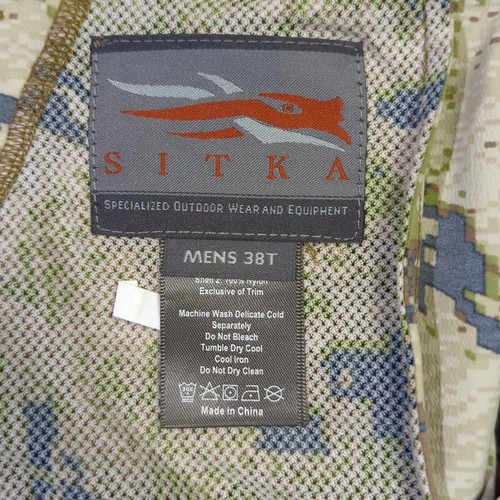 SITKA
SPECIALIZED OUTDOOR WEAR AND EQUIPMENT
MENS 38T
Shell 2: 100% Nylon
Exclusive of Trim
Machine Wash Delicate Cold
Separately
Do Not Bleach
Tumble Dry Cool
Cool Iron
Do Not Dry Clean
Made in China